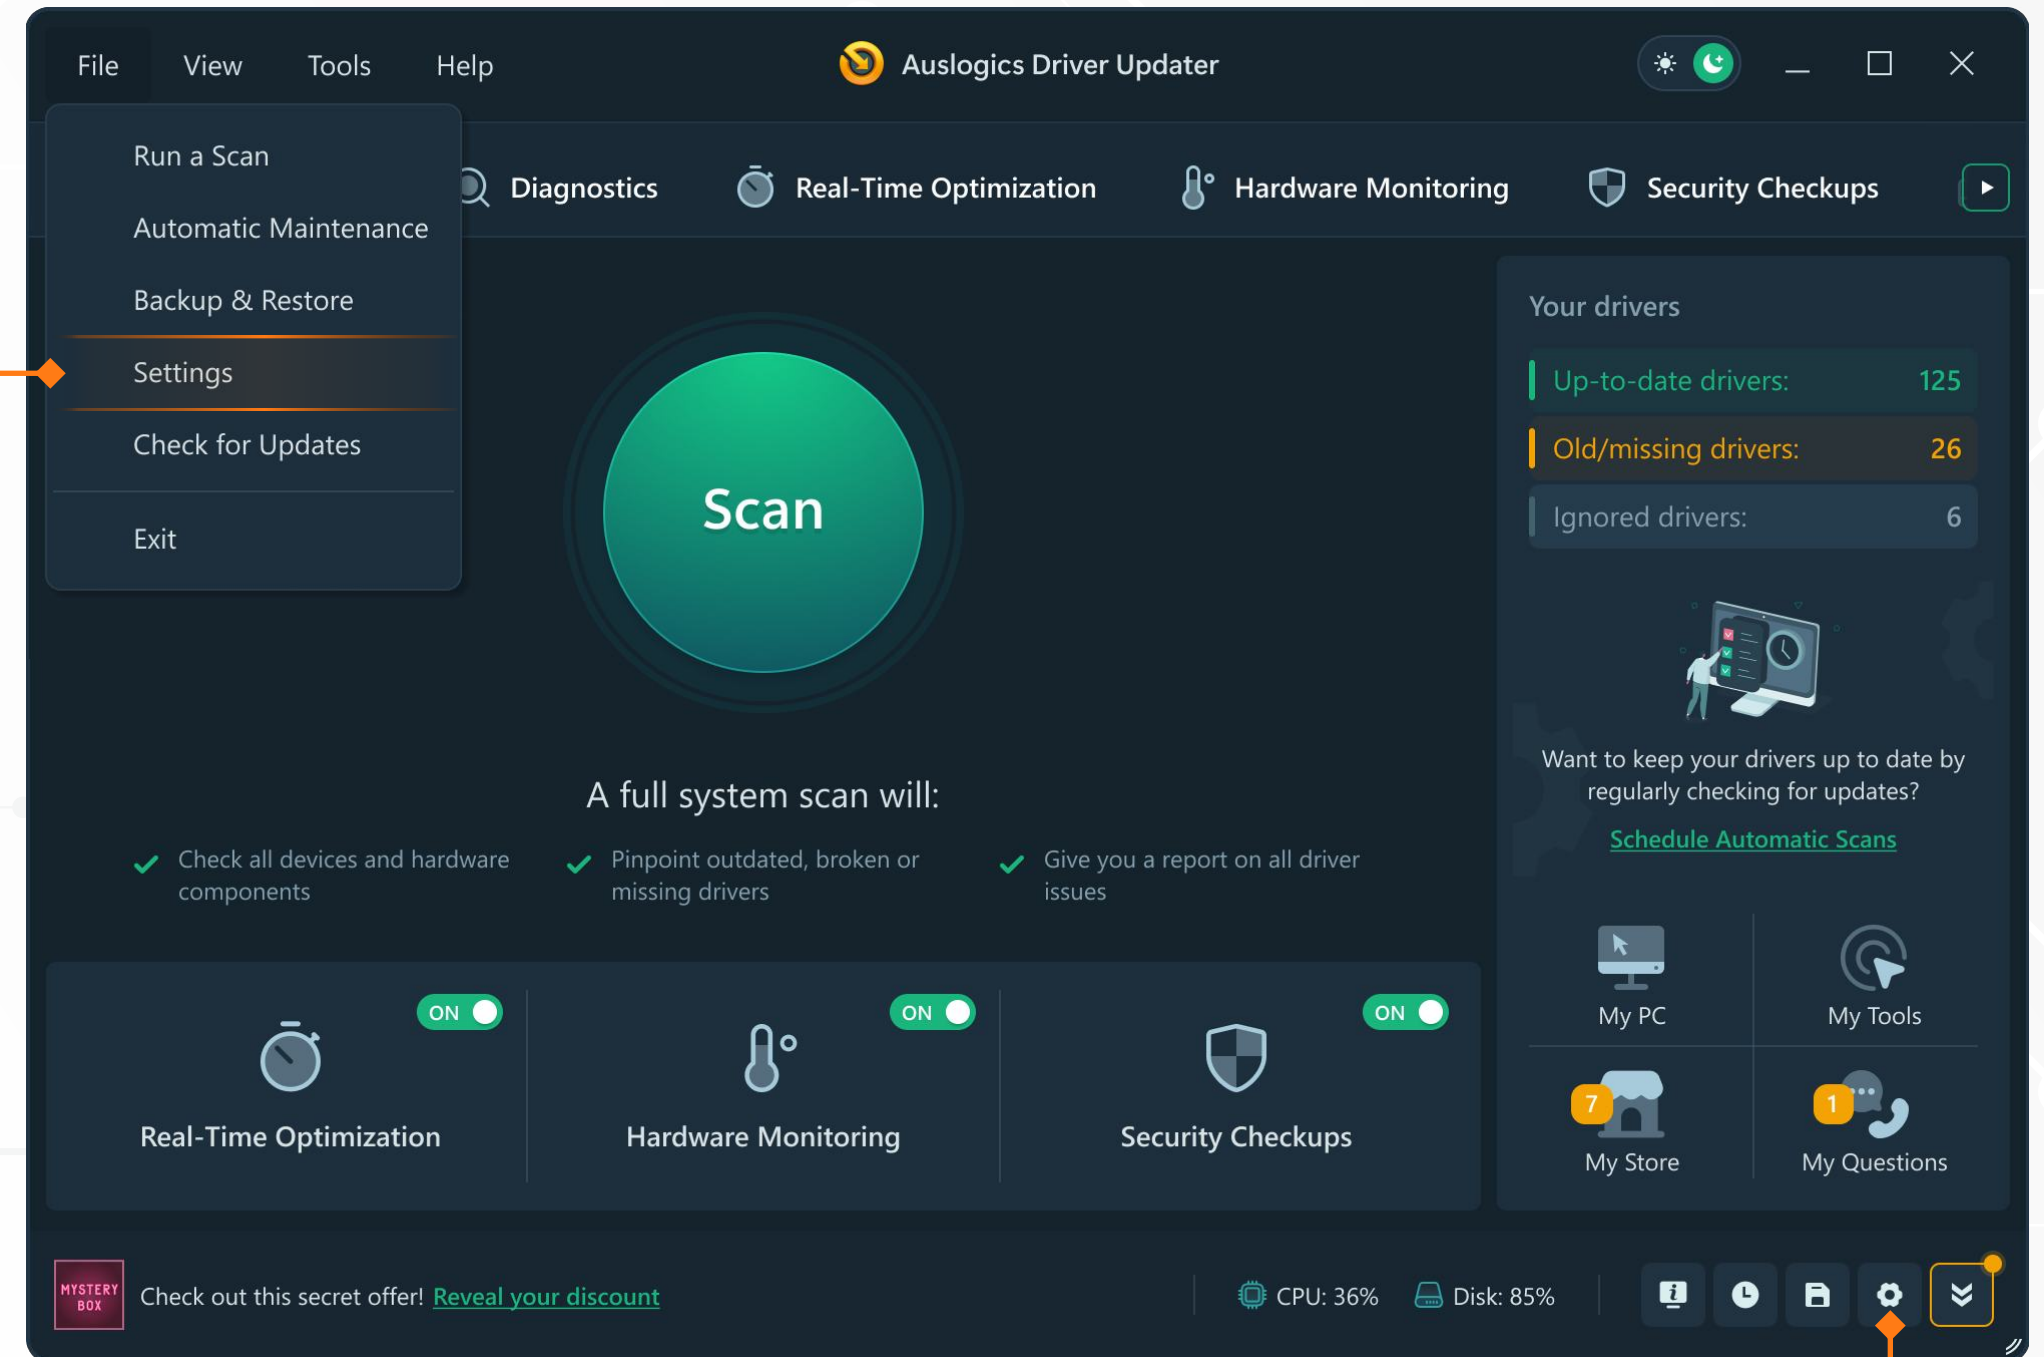 File
View
Tools
Help
Auslogics Driver Updater
Run a Scan
Automatic Maintenance
Backup & Restore
Settings
Check for Updates
Exit
Diagnostics
Real-Time Optimization
Hardware Monitoring
Security Checkups
Scan
A full system scan will:
Check all devices and hardware
components
Pinpoint outdated, broken or
missing drivers
Give you a report on all driver
issues
Your drivers
Up-to-date drivers: 125
Old/missing drivers: 26
Ignored drivers: 6
Want to keep your drivers up to date by
regularly checking for updates?
Schedule Automatic Scans
My PC
My Tools
7
My Store
1
My Questions
ON
Real-Time Optimization
ON
Hardware Monitoring
ON
Security Checkups
MYSTERY
BOX
Check out this secret offer! Reveal your discount
CPU: 36%
Disk: 85%